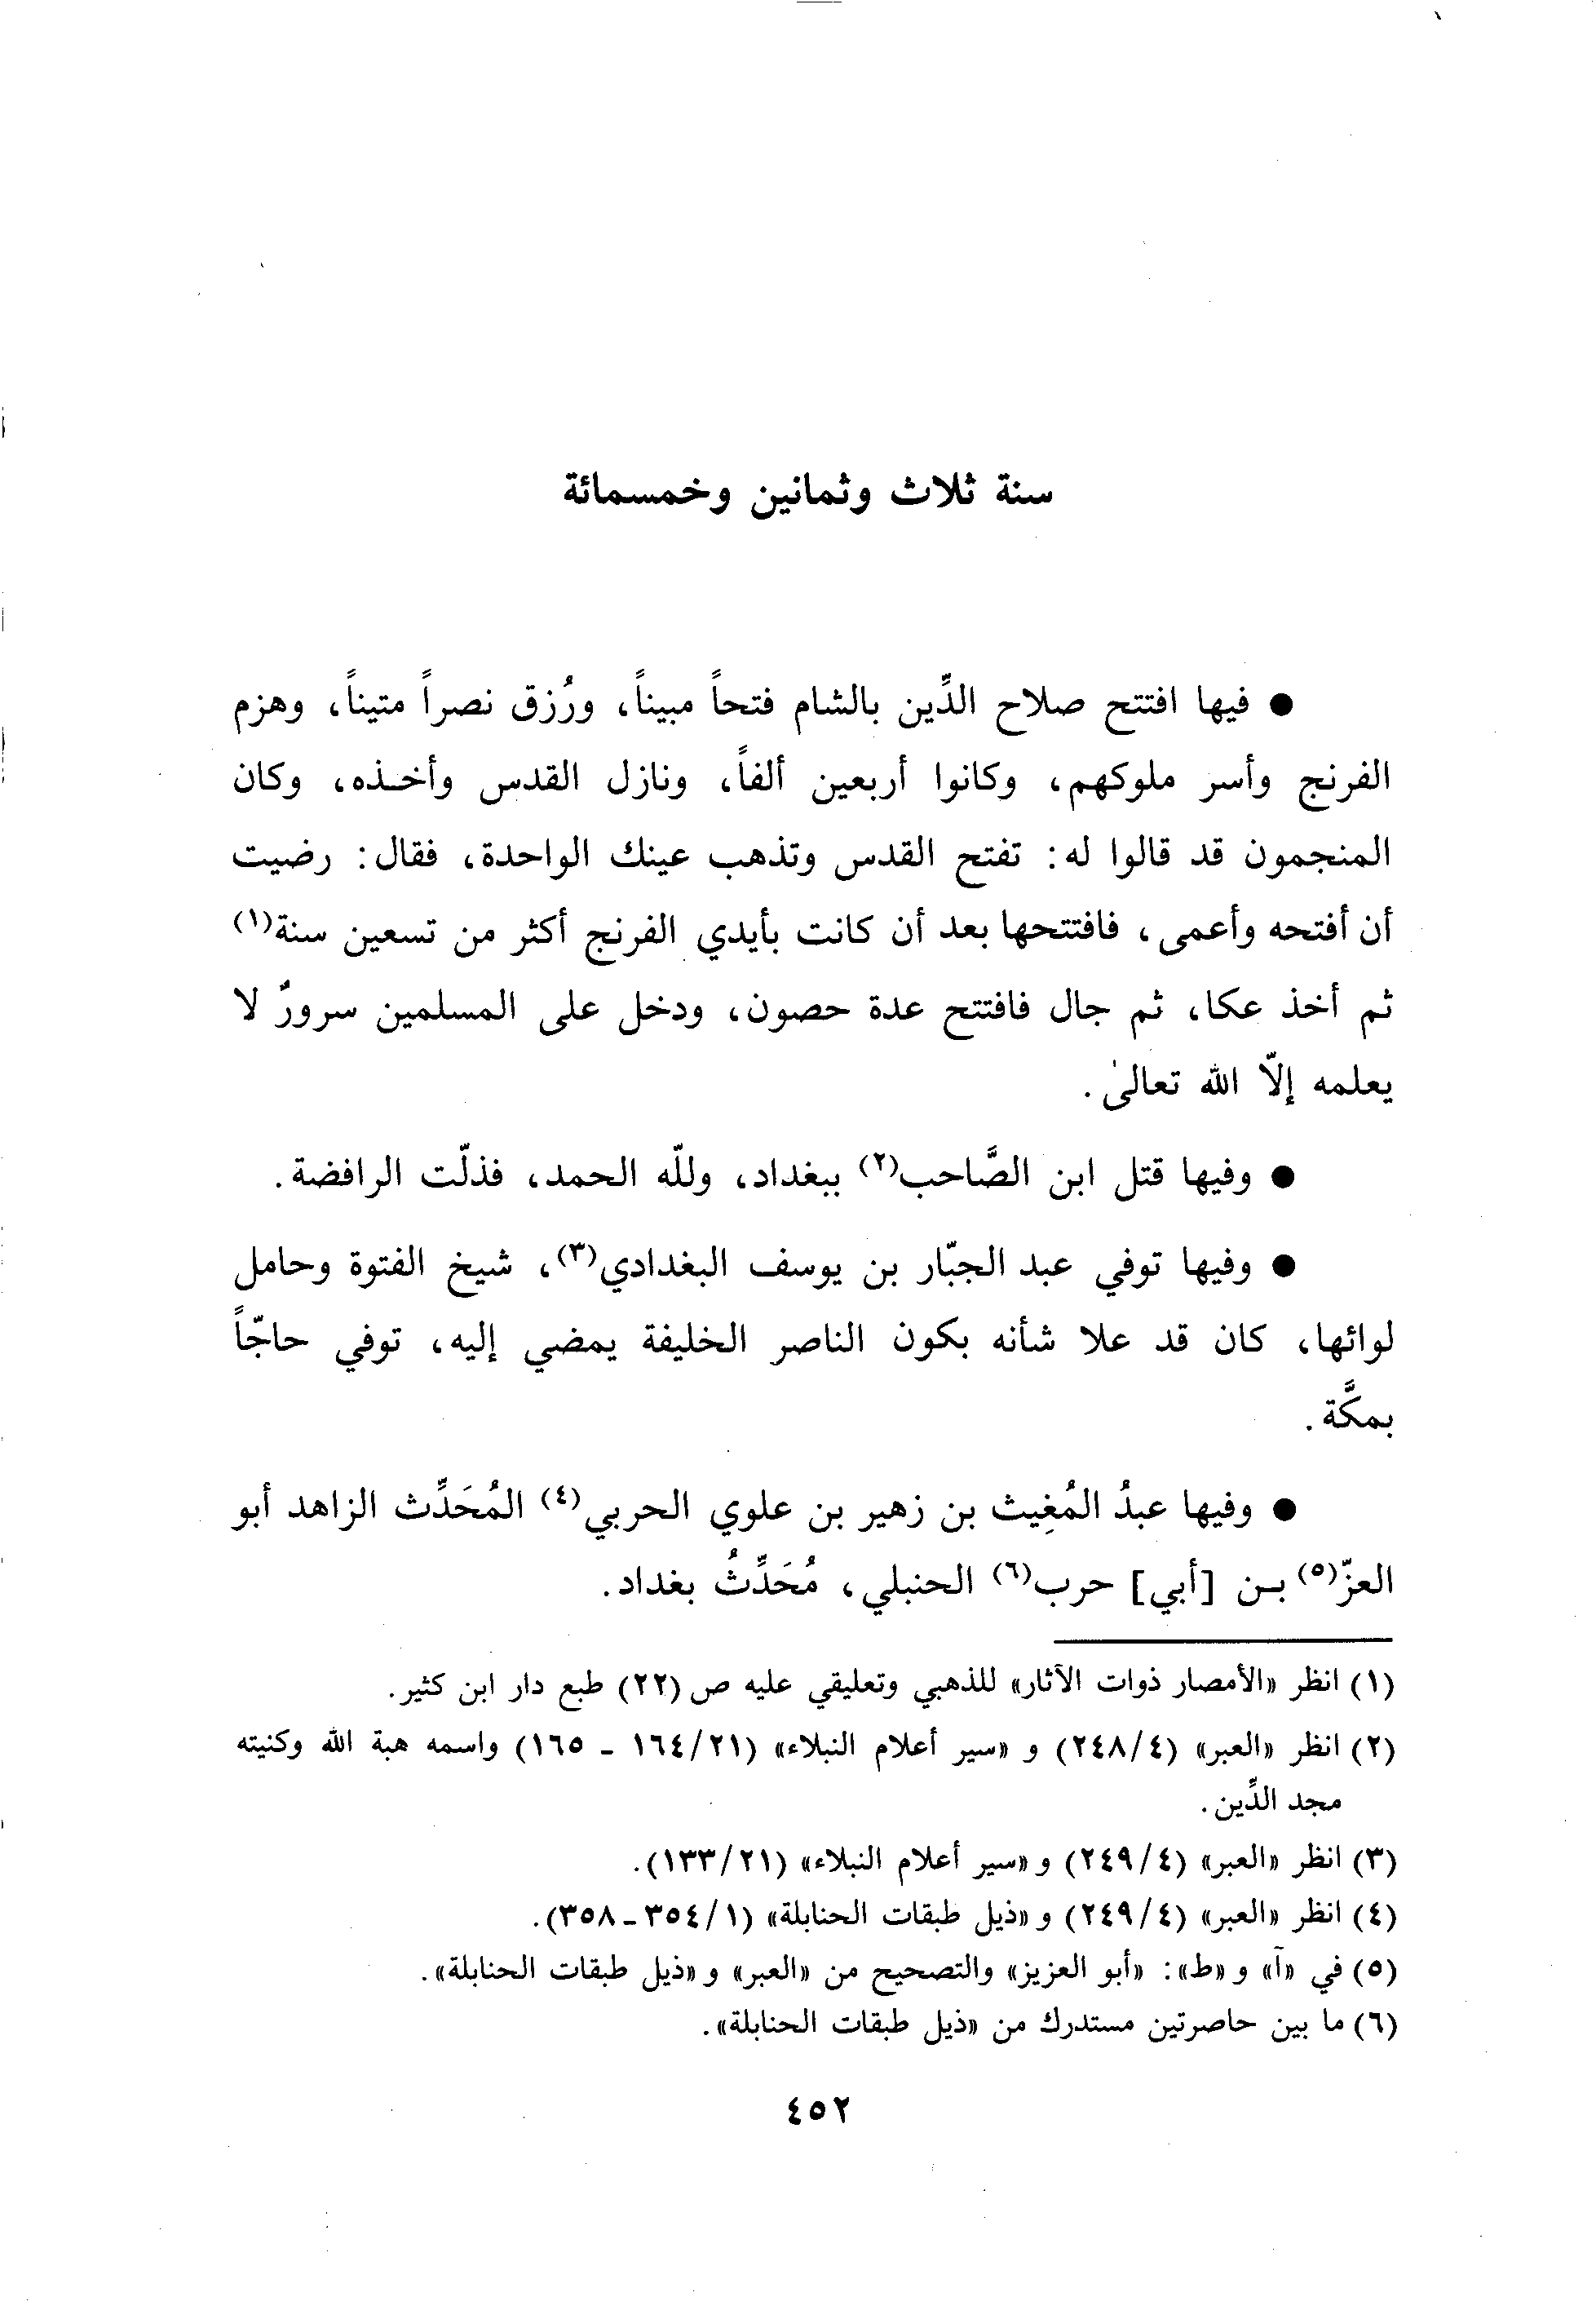 سنة ثلاث وثمانين وخمسمائة
● فيها افتتح صلاح الدِّين بالشام فتحاً مبيناً، ورُزق نصراً متيناً، وهزم
الفرنج وأسر ملوكهم، وكانوا أربعين ألفاً، ونازل القدس وأخـذه، وكان
المنجمون قد قالوا له: تفتح القدس وتذهب عينك الواحدة، فقال: رضيت
أن أفتحه وأعمى، فافتتحها بعد أن كانت بأيدي الفرنج أكثر من تسعين سنة(١)
ثم أخذ عكا، ثم جال فافتتح عدة حصون، ودخل على المسلمين سرورٌ لا
يعلمه إلّا الله تعالىٰ.
● وفيها قتل ابن الصَّاحب(٢) ببغداد، وللّه الحمد، فذلّت الرافضة.
● وفيها توفي عبد الجبّار بن يوسف البغدادي(٣)، شيخ الفتوة وحامل
لوائها، كان قد علا شأنه بكون الناصر الخليفة يمضي إليه، توفي حاجّاً
بمكَّة.
● وفيها عبدُ المُغِيث بن زهير بن علوي الحربي(٤) المُحَدِّث الزاهد أبو
العزّ(٥) بـن [أبي] حرب(٦) الحنبلي، مُحَدِّثُ بغداد.
(١) انظر «الأمصار ذوات الآثار» للذهبي وتعليقي عليه ص (٢٢) طبع دار ابن كثير.
(٢) انظر «العبر» (٢٤٨/٤) و «سير أعلام النبلاء» (١٦٤/٢١ - ١٦٥) واسمه هبة الله وكنيته
مجد الدِّين.
(٣) انظر «العبر» (٢٤٩/٤) و «سير أعلام النبلاء» (١٣٣/٢١).
(٤) انظر «العبر» (٢٤٩/٤) و «ذيل طبقات الحنابلة» (٣٥٤/١-٣٥٨).
(٥) في «آ» و «ط»: «أبو العزيز» والتصحيح من «العبر» و «ذيل طبقات الحنابلة».
(٦) ما بين حاصرتين مستدرك من «ذيل طبقات الحنابلة».
٤٥٢